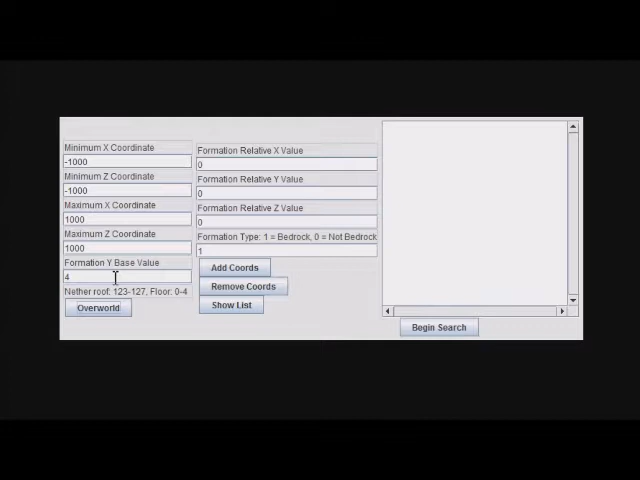 Minimum X Coordinate
-1000
Minimum Z Coordinate
-1000
Maximum X Coordinate
1000
Maximum Z Coordinate
1000
Formation Y Base Value
4
Nether roof: 123-127, Floor: 0-4
Overworld
Formation Relative X Value
0
Formation Relative Y Value
0
Formation Relative Z Value
0
Formation Type: 1 = Bedrock, 0 = Not Bedrock
1
Add Coords
Remove Coords
Show List
Begin Search